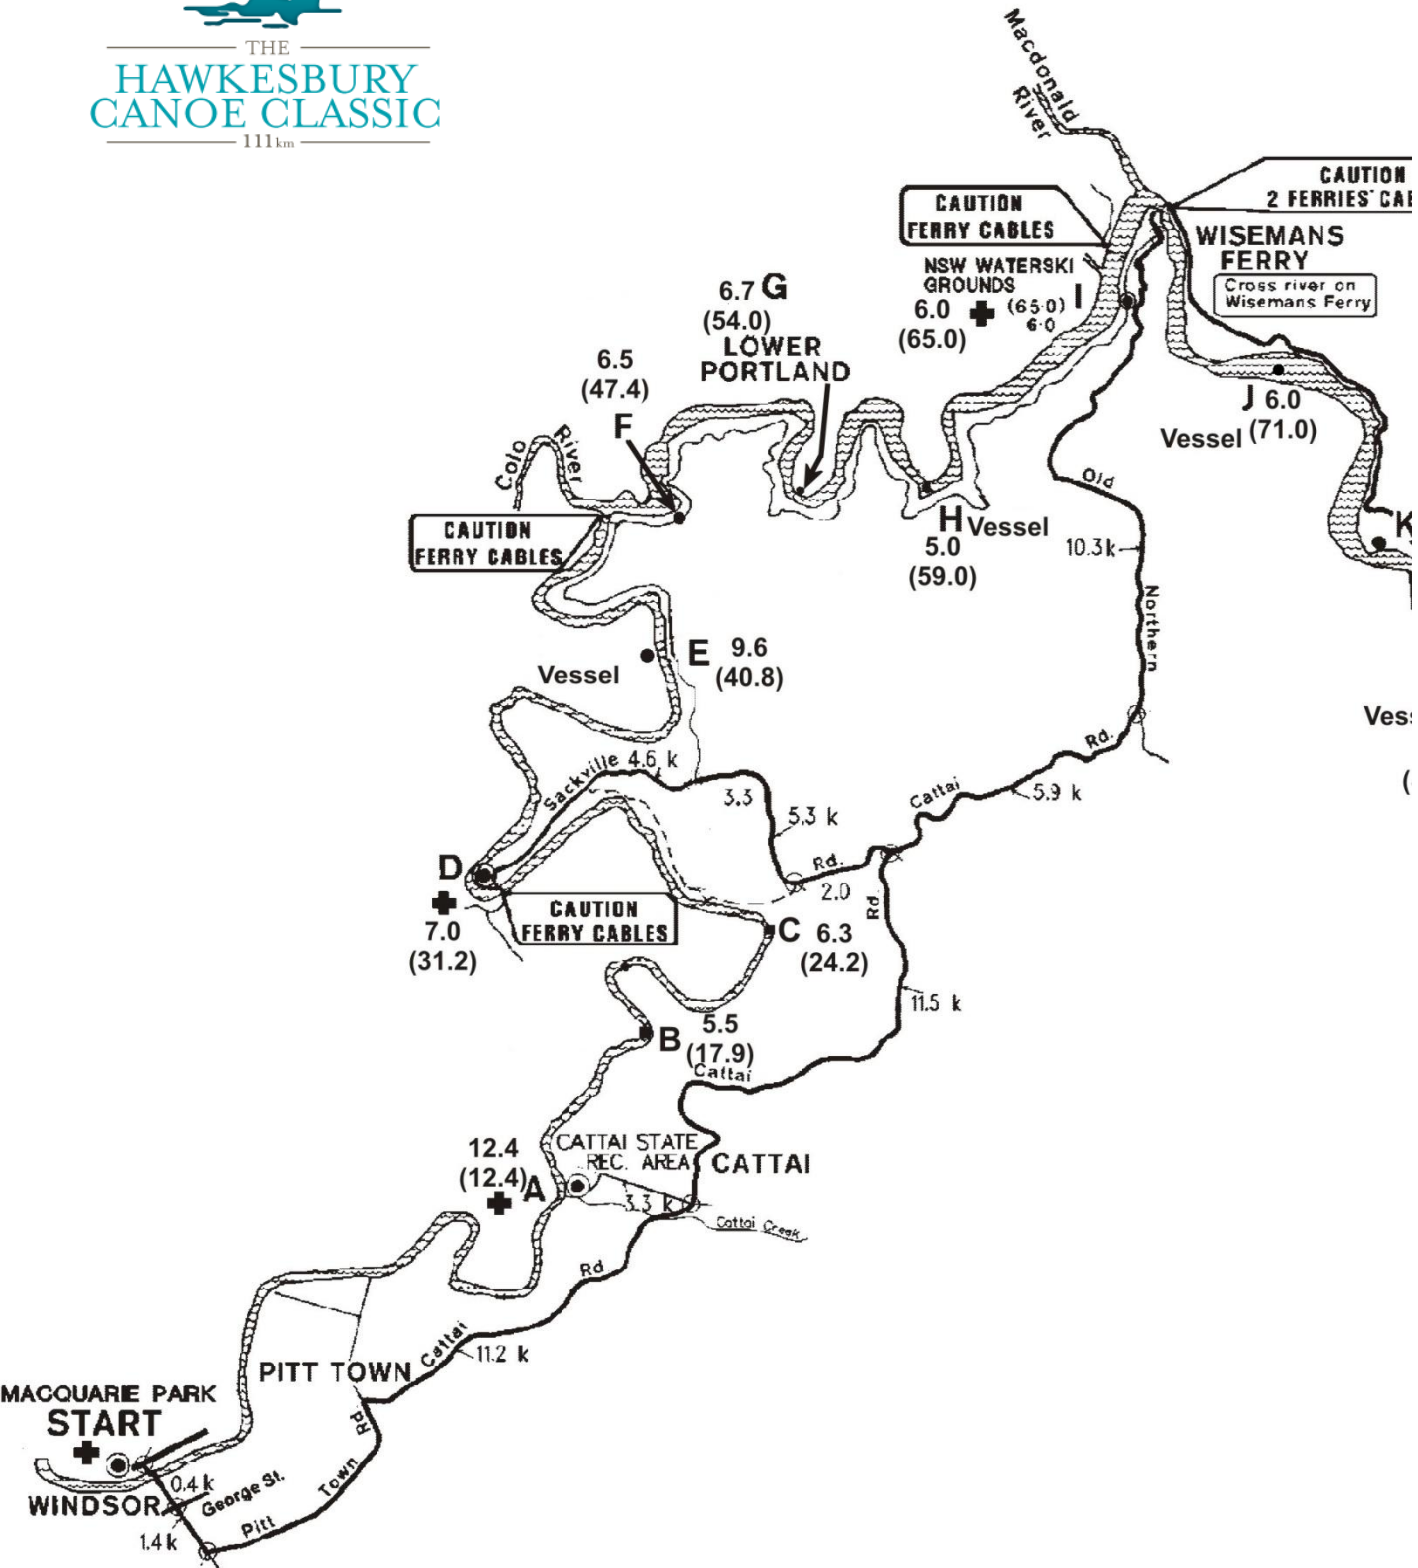 THE
HAWKESBURY
CANOE CLASSIC
111km
Macdonald
River
CAUTION
2 FERRIES'
CAUTION
FERRY CABLES
WISEMANS
FERRY
Cross river on
Wisemans Ferry
NSW WATERSKI
GROUNDS
6.0
(65.0)
(65.0)
6.0
I
6.7 G
(54.0)
LOWER
PORTLAND
6.5
(47.4)
F
Colo
River
J 6.0
Vessel (71.0)
Old
K
CAUTION
FERRY CABLES
H Vessel
5.0
(59.0)
10.3k
Northern
E 9.6
(40.8)
Vessel
Rd.
Sackville 4.6 k
3.3
5.3 k
Cattai
5.9 k
D
Rd.
2.0
Rd.
CAUTION
FERRY CABLES
7.0
(31.2)
C 6.3
(24.2)
11.5 k
B 5.5
(17.9)
Cattai
12.4
(12.4)
A
CATTAI STATE
REC. AREA
CATTAI
3.3 k
Cattai Creek
Rd
Cattai
11.2 k
PITT TOWN
MACQUARIE PARK
START
Rd
0.4 k
George St.
Town
WINDSOR
1.4 k
Pitt